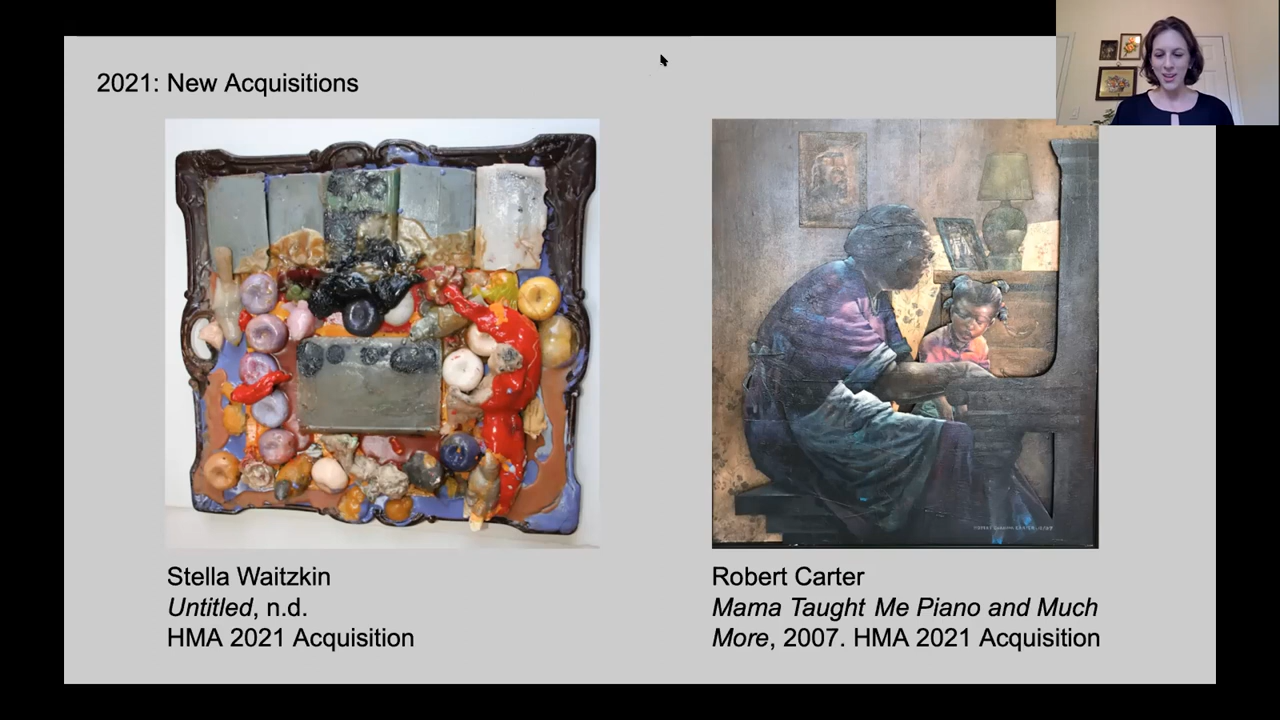 2021: New Acquisitions
Stella Waitzkin
Untitled, n.d.
HMA 2021 Acquisition
Robert Carter
Mama Taught Me Piano and Much
More, 2007. HMA 2021 Acquisition